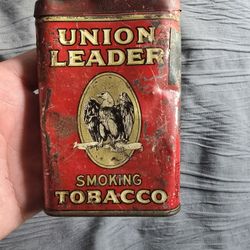 UNION
LEADER
SMOKING
TOBACCO